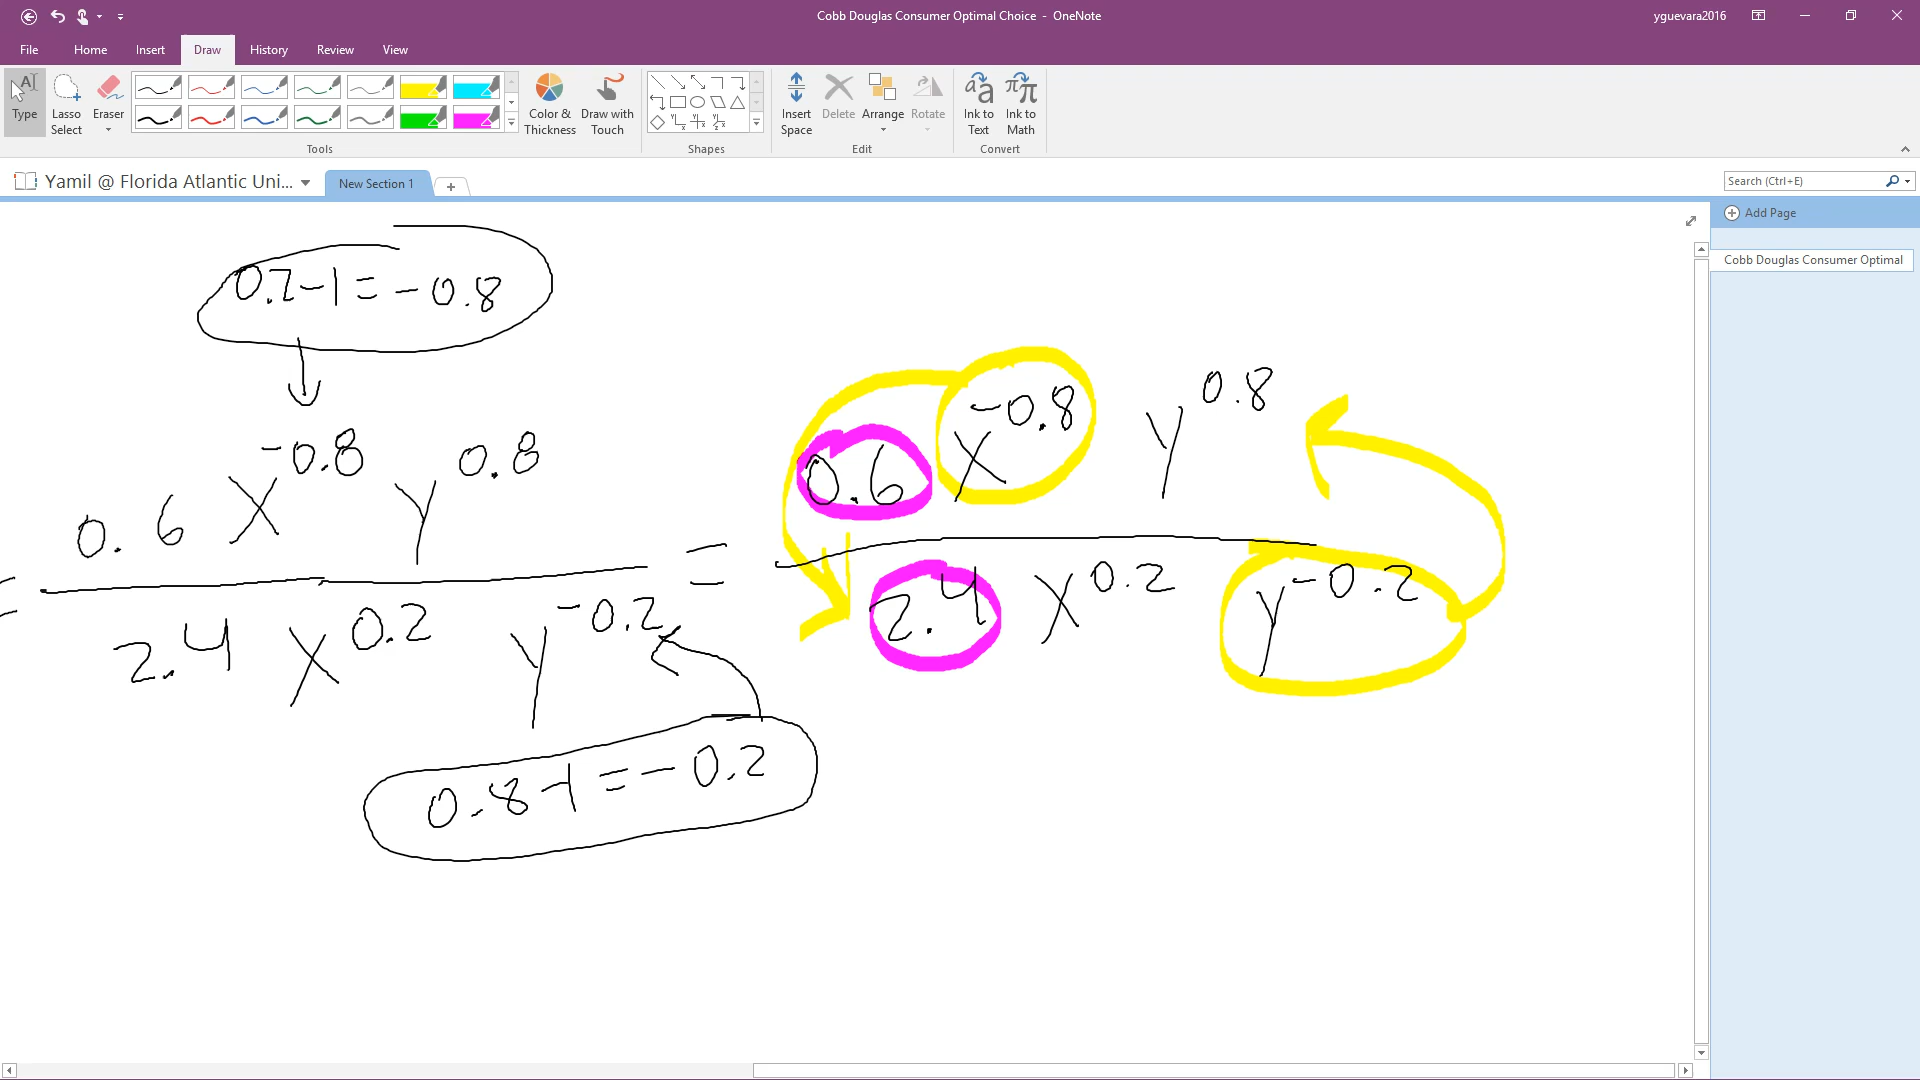 Cobb Douglas Consumer Optimal Choice - OneNote
yguevara2016
File Home Insert Draw History Review View
Type
Lasso Select
Eraser
Color & Thickness
Draw with Touch
Insert Space
Delete
Arrange
Rotate
Ink to Text
Ink to Math
Tools
Shapes
Edit
Convert
Yamil @ Florida Atlantic Uni...
New Section 1
Search (Ctrl+E)
Add Page
Cobb Douglas Consumer Optimal
0.2-1=-0.8
= 0.6 X^-0.8 Y^0.8 / 2.4 X^0.2 Y^-0.2 = 0.6 X^-0.8 Y^0.8 / 2.4 X^0.2 Y^-0.2
0.8-1=-0.2